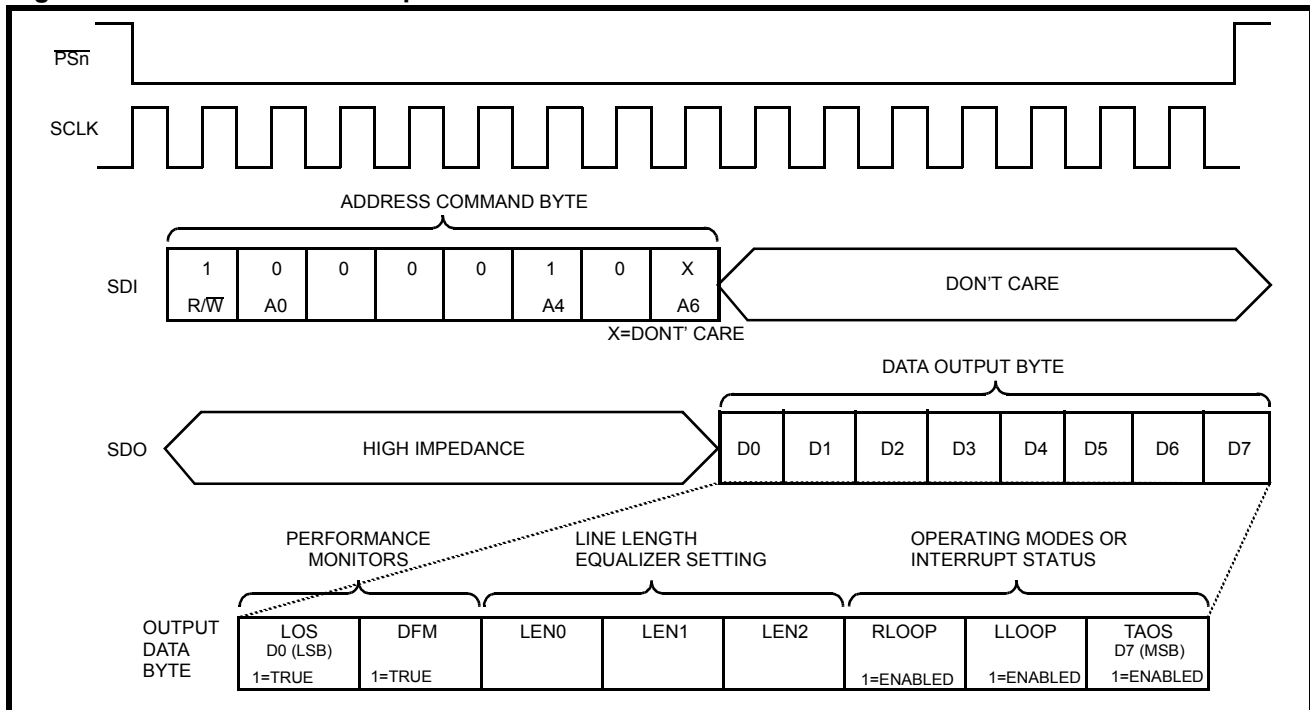 PSn
SCLK
ADDRESS COMMAND BYTE
SDI
1 0 0 0 0 1 0 X
R/W A0 A4 A6
DON'T CARE
X=DONT' CARE
DATA OUTPUT BYTE
SDO
HIGH IMPEDANCE
D0 D1 D2 D3 D4 D5 D6 D7
PERFORMANCE
MONITORS
LINE LENGTH
EQUALIZER SETTING
OPERATING MODES OR
INTERRUPT STATUS
OUTPUT
DATA
BYTE
LOS DFM LEN0 LEN1 LEN2 RLOOP LLOOP TAOS
D0 (LSB) D7 (MSB)
1=TRUE 1=TRUE 1=ENABLED 1=ENABLED 1=ENABLED